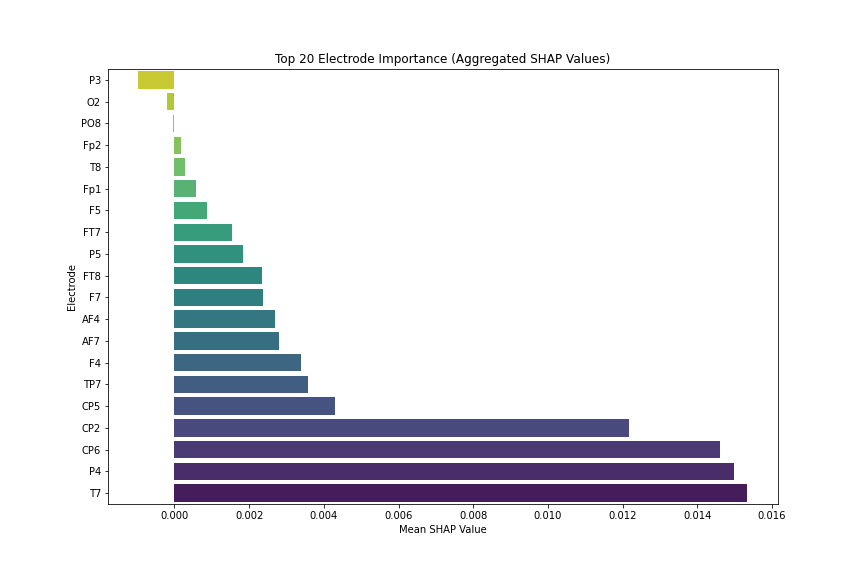 Top 20 Electrode Importance (Aggregated SHAP Values)
Electrode
P3
O2
PO8
Fp2
T8
Fp1
F5
FT7
P5
FT8
F7
AF4
AF7
F4
TP7
CP5
CP2
CP6
P4
T7
0.000 0.002 0.004 0.006 0.008 0.010 0.012 0.014 0.016
Mean SHAP Value